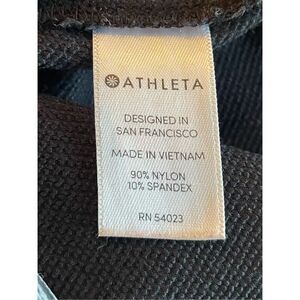 ATHLETA
DESIGNED IN
SAN FRANCISCO
MADE IN VIETNAM
90% NYLON
10% SPANDEX
RN 54023